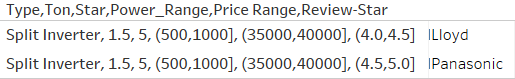 Type,Ton,Star,Power_Range,Price Range,Review-Star
Split Inverter, 1.5, 5, (500,1000], (35000,40000], (4.0,4.5] Lloyd
Split Inverter, 1.5, 5, (500,1000], (35000,40000], (4.5,5.0] Panasonic